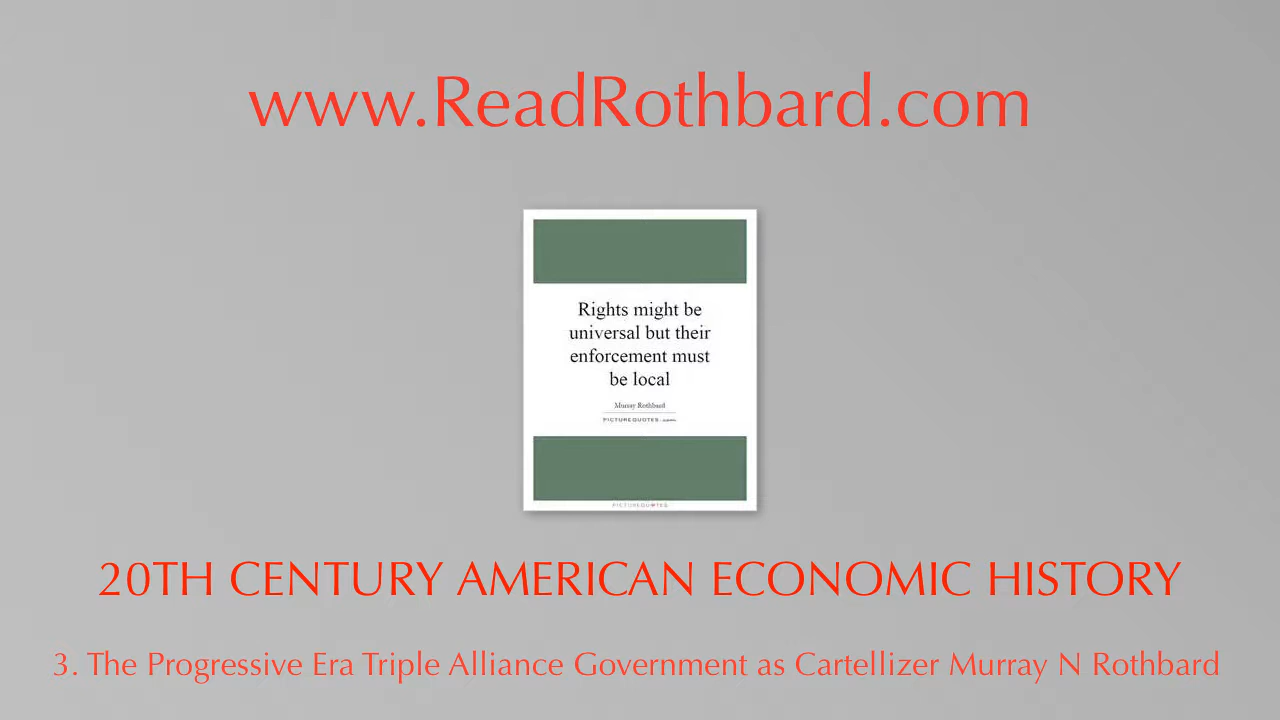 www.ReadRothbard.com
Rights might be
universal but their
enforcement must
be local
Murray Rothbard
PICTUREQUOTES.com
PICTUREQUOTES
20TH CENTURY AMERICAN ECONOMIC HISTORY
3. The Progressive Era Triple Alliance Government as Cartellizer Murray N Rothbard